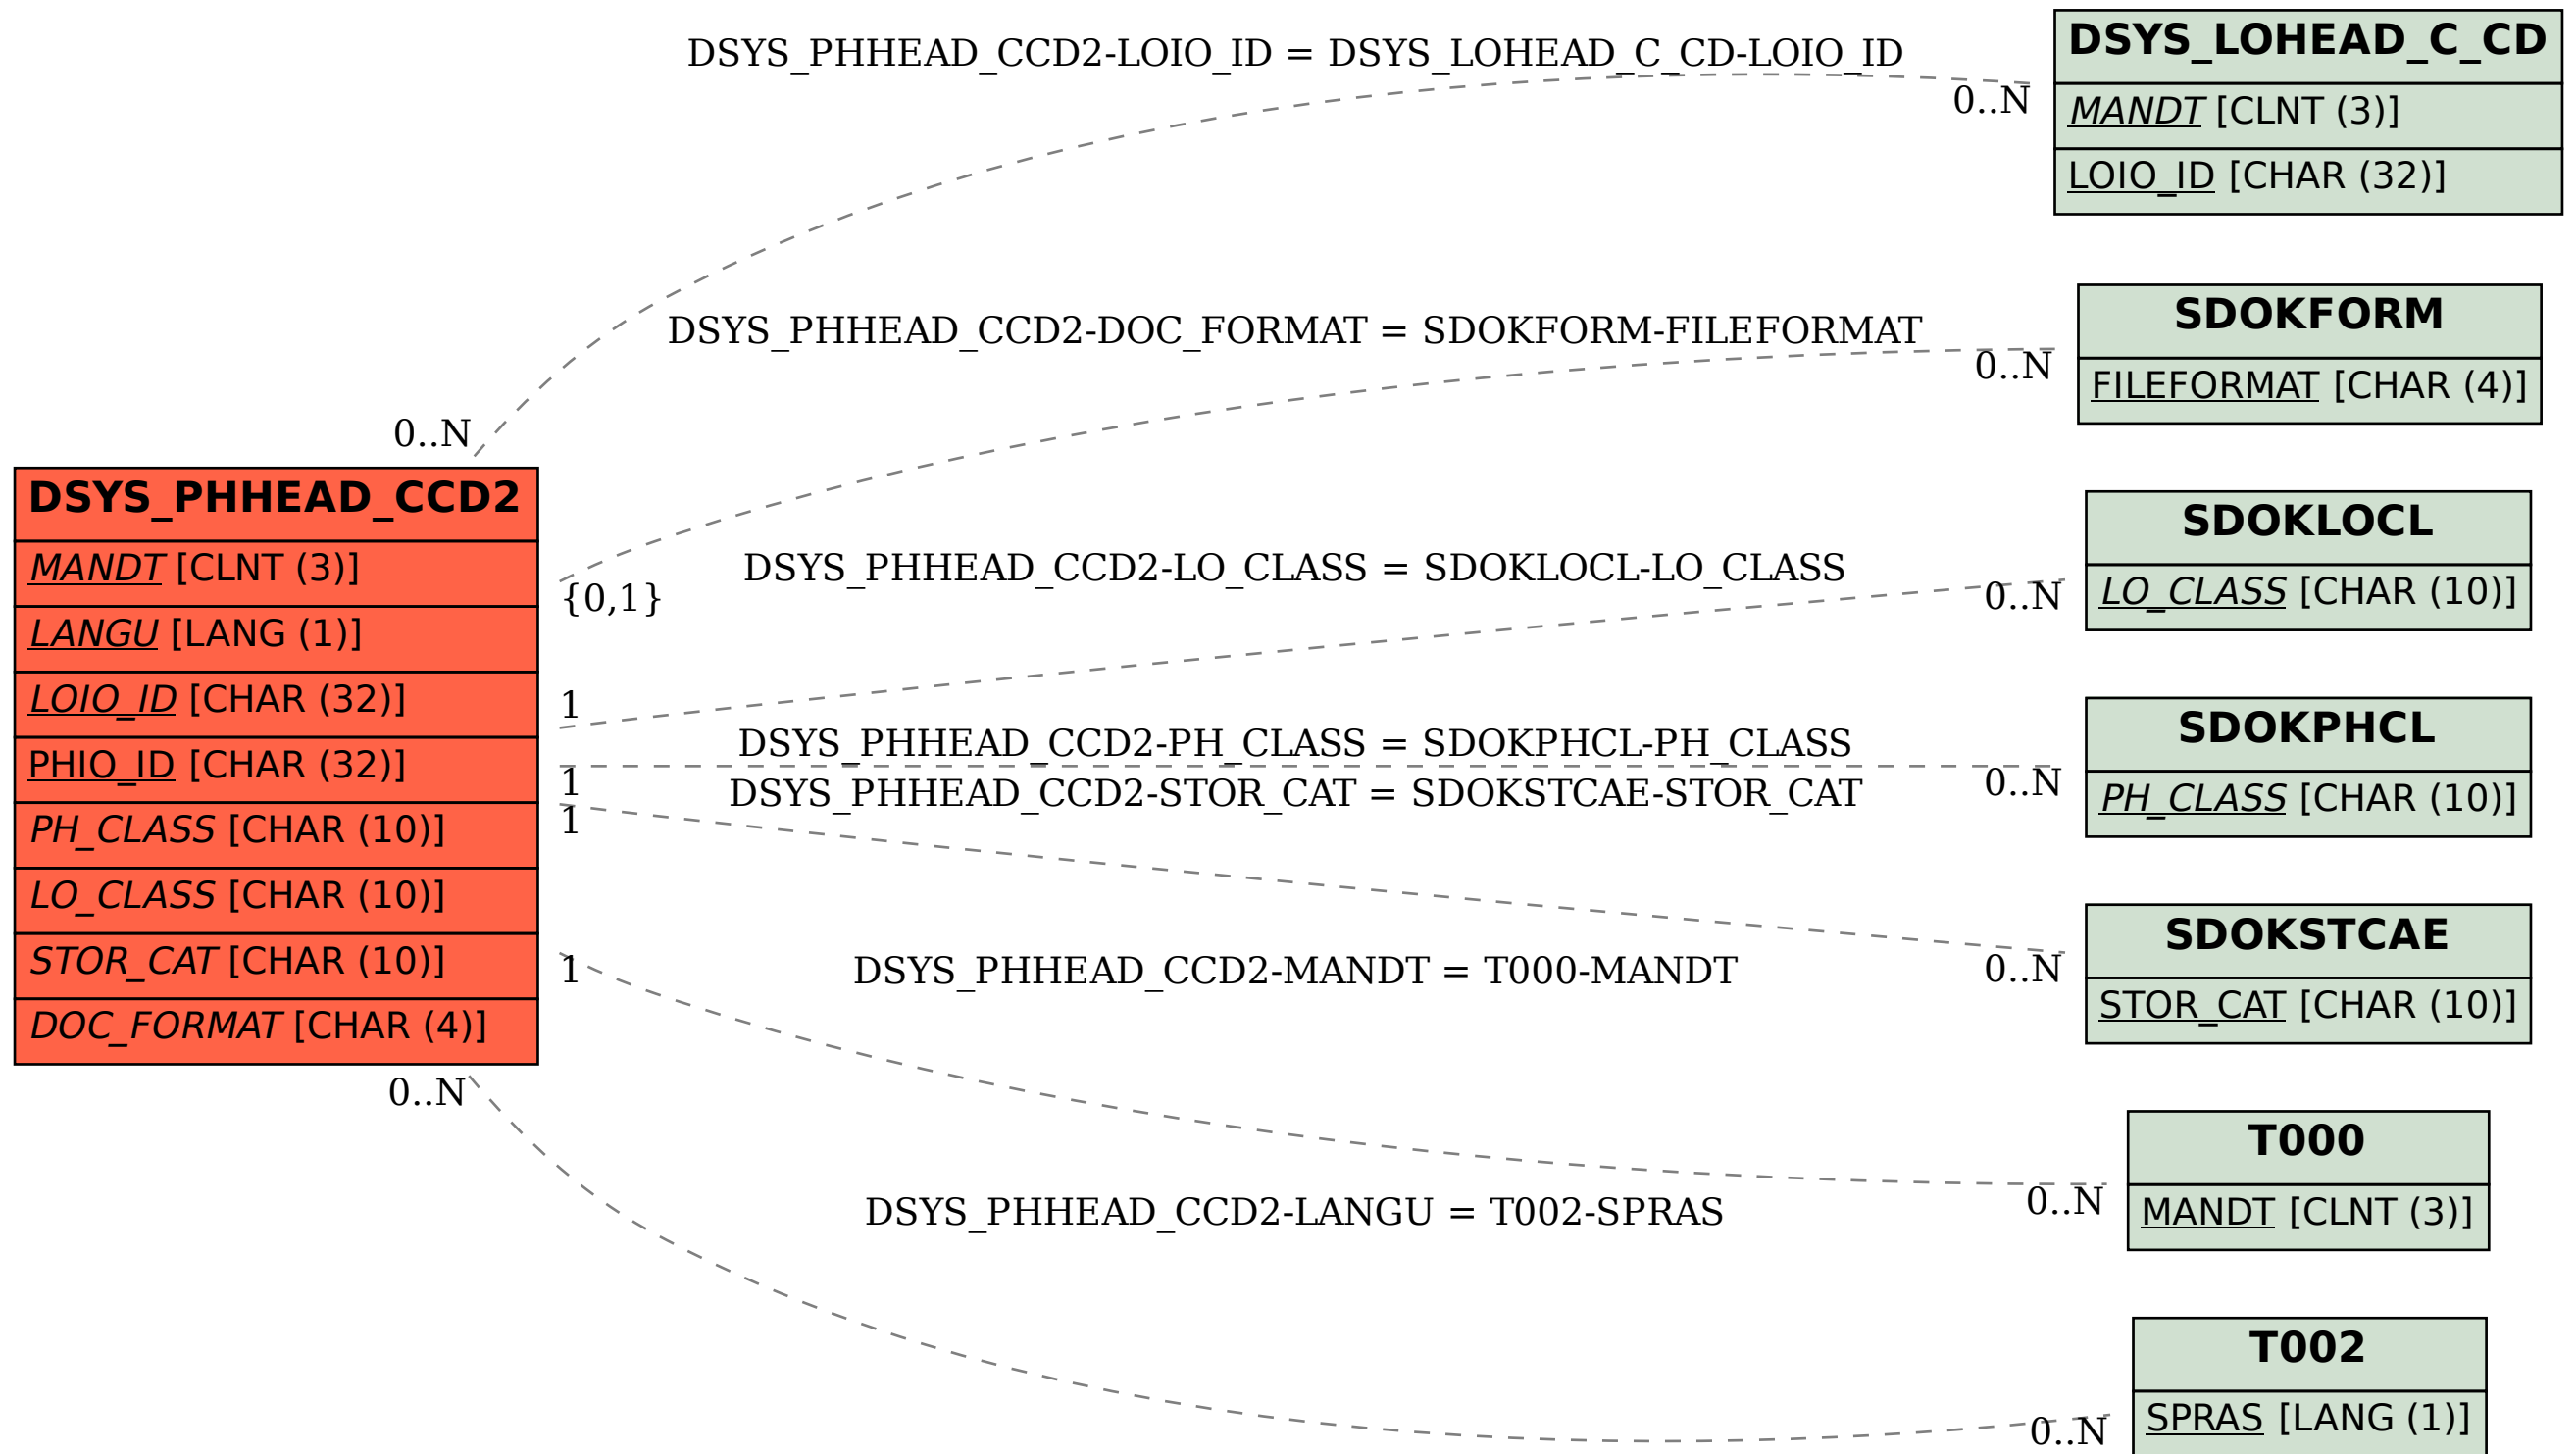 DSYS_PHHEAD_CCD2-LOIO_ID = DSYS_LOHEAD_C_CD-LOIO_ID
0..N
0..N
DSYS_LOHEAD_C_CD
MANDT [CLNT (3)]
LOIO_ID [CHAR (32)]
DSYS_PHHEAD_CCD2-DOC_FORMAT = SDOKFORM-FILEFORMAT
0..N
{0,1}
SDOKFORM
FILEFORMAT [CHAR (4)]
DSYS_PHHEAD_CCD2
MANDT [CLNT (3)]
LANGU [LANG (1)]
LOIO_ID [CHAR (32)]
PHIO_ID [CHAR (32)]
PH_CLASS [CHAR (10)]
LO_CLASS [CHAR (10)]
STOR_CAT [CHAR (10)]
DOC_FORMAT [CHAR (4)]
DSYS_PHHEAD_CCD2-LO_CLASS = SDOKLOCL-LO_CLASS
0..N
1
SDOKLOCL
LO_CLASS [CHAR (10)]
DSYS_PHHEAD_CCD2-PH_CLASS = SDOKPHCL-PH_CLASS
0..N
1
SDOKPHCL
PH_CLASS [CHAR (10)]
DSYS_PHHEAD_CCD2-STOR_CAT = SDOKSTCAE-STOR_CAT
0..N
1
SDOKSTCAE
STOR_CAT [CHAR (10)]
DSYS_PHHEAD_CCD2-MANDT = T000-MANDT
0..N
1
T000
MANDT [CLNT (3)]
DSYS_PHHEAD_CCD2-LANGU = T002-SPRAS
0..N
0..N
T002
SPRAS [LANG (1)]